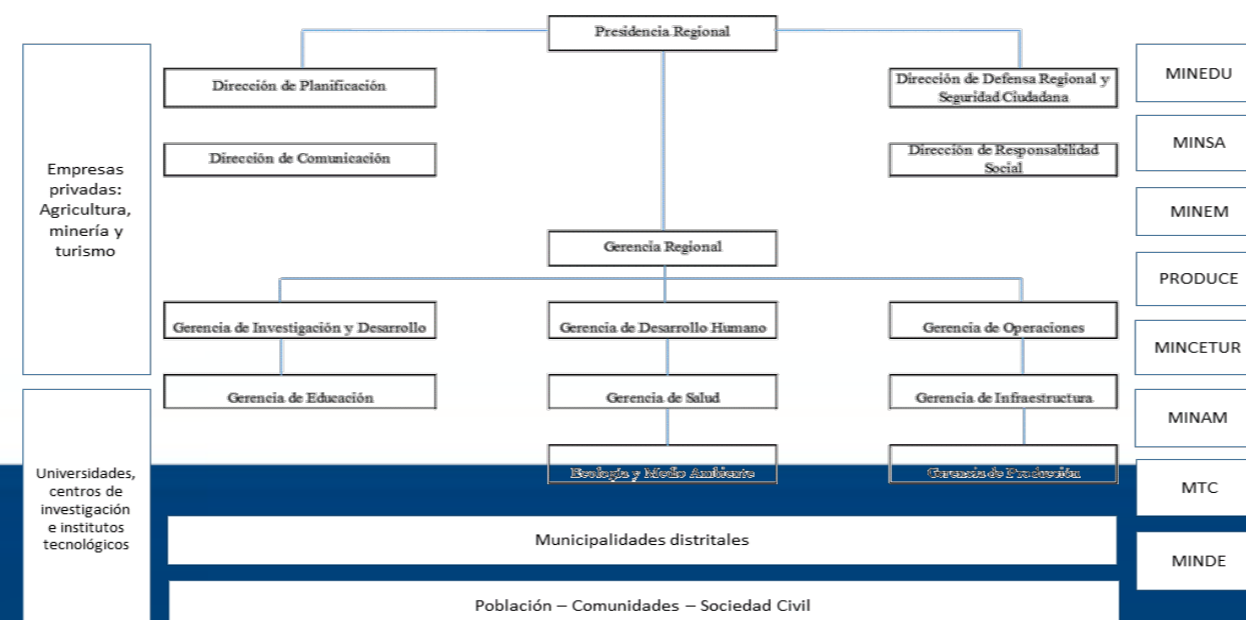 Presidencia Regional
Dirección de Planificación
Dirección de Defensa Regional y
Seguridad Ciudadana
Dirección de Comunicación
Dirección de Responsabilidad
Social
Gerencia Regional
Gerencia de Investigación y Desarrollo
Gerencia de Desarrollo Humano
Gerencia de Operaciones
Gerencia de Educación
Gerencia de Salud
Gerencia de Infraestructura
Ecología y Medio Ambiente
Gerencia de Producción
Municipalidades distritales
Población – Comunidades – Sociedad Civil
Empresas
privadas:
Agricultura,
minería y
turismo
Universidades,
centros de
investigación
e institutos
tecnológicos
MINEDU
MINSA
MINEM
PRODUCE
MINCETUR
MINAM
MTC
MINDE